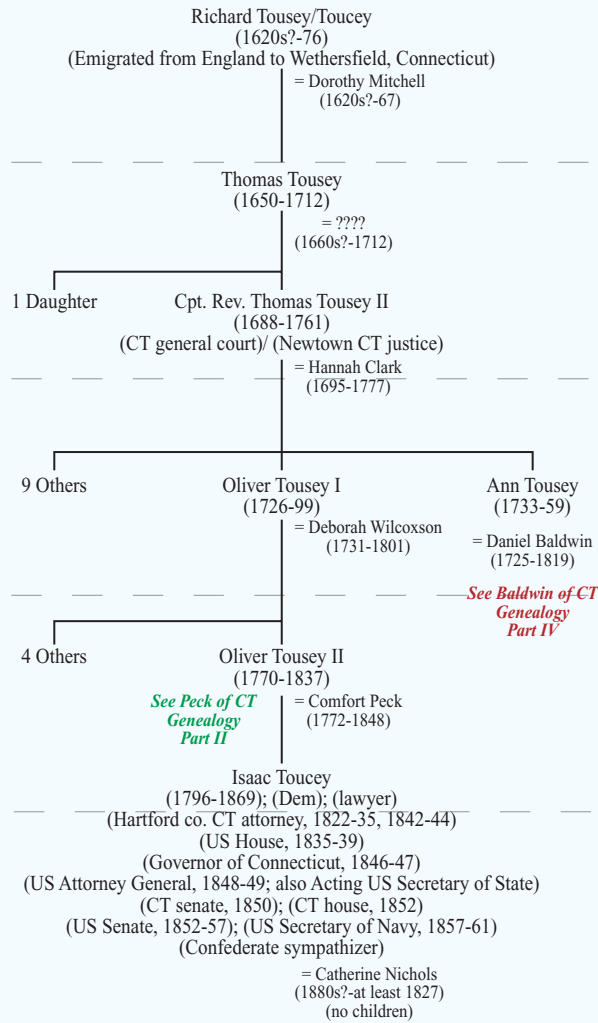 Richard Tousey/Toucey
(1620s?-76)
(Emigrated from England to Wethersfield, Connecticut)
= Dorothy Mitchell
(1620s?-67)
Thomas Tousey
(1650-1712)
= ????
(1660s?-1712)
1 Daughter
Cpt. Rev. Thomas Tousey II
(1688-1761)
(CT general court)/ (Newtown CT justice)
= Hannah Clark
(1695-1777)
9 Others
Oliver Tousey I
(1726-99)
= Deborah Wilcoxson
(1731-1801)
Ann Tousey
(1733-59)
= Daniel Baldwin
(1725-1819)
See Baldwin of CT
Genealogy
Part IV
4 Others
Oliver Tousey II
(1770-1837)
See Peck of CT
Genealogy
Part II
= Comfort Peck
(1772-1848)
Isaac Toucey
(1796-1869); (Dem); (lawyer)
(Hartford co. CT attorney, 1822-35, 1842-44)
(US House, 1835-39)
(Governor of Connecticut, 1846-47)
(US Attorney General, 1848-49; also Acting US Secretary of State)
(CT senate, 1850); (CT house, 1852)
(US Senate, 1852-57); (US Secretary of Navy, 1857-61)
(Confederate sympathizer)
= Catherine Nichols
(1880s?-at least 1827)
(no children)